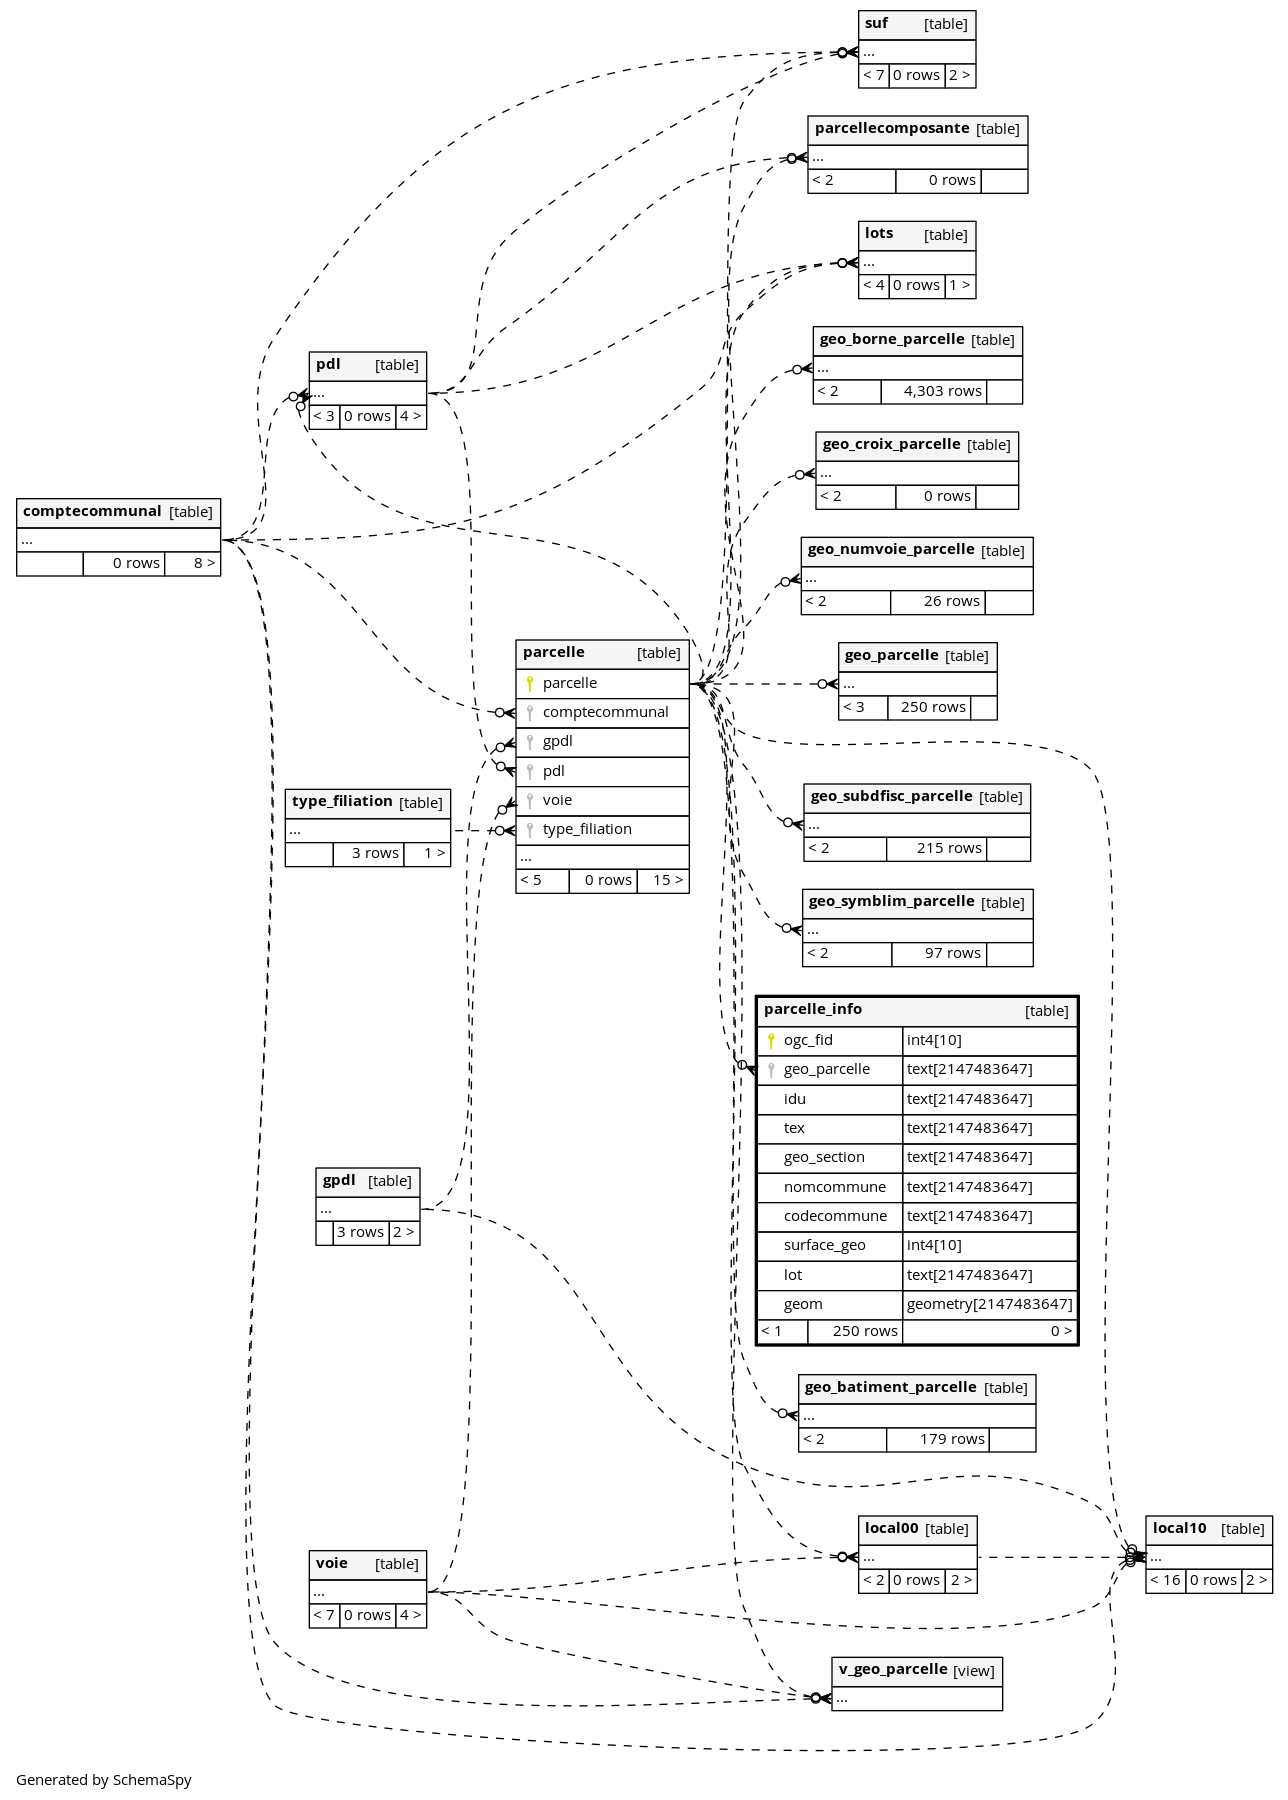 suf [table]
...
< 7 0 rows 2 >
parcellecomposante [table]
...
< 2 0 rows
lots [table]
...
< 4 0 rows 1 >
geo_borne_parcelle [table]
...
< 2 4,303 rows
pdl [table]
...
< 3 0 rows 4 >
geo_croix_parcelle [table]
...
< 2 0 rows
comptecommunal [table]
...
0 rows 8 >
geo_numvoie_parcelle [table]
...
< 2 26 rows
parcelle [table]
parcelle
comptecommunal
gpdl
pdl
voie
type_filiation
...
< 5 0 rows 15 >
geo_parcelle [table]
...
< 3 250 rows
type_filiation [table]
...
3 rows 1 >
geo_subdfisc_parcelle [table]
...
< 2 215 rows
geo_symblim_parcelle [table]
...
< 2 97 rows
parcelle_info [table]
ogc_fid int4[10]
geo_parcelle text[2147483647]
idu text[2147483647]
tex text[2147483647]
geo_section text[2147483647]
nomcommune text[2147483647]
codecommune text[2147483647]
surface_geo int4[10]
lot text[2147483647]
geom geometry[2147483647]
< 1 250 rows 0 >
gpdl [table]
...
3 rows 2 >
geo_batiment_parcelle [table]
...
< 2 179 rows
local00 [table]
...
< 2 0 rows 2 >
local10 [table]
...
< 16 0 rows 2 >
voie [table]
...
< 7 0 rows 4 >
v_geo_parcelle [view]
...
Generated by SchemaSpy